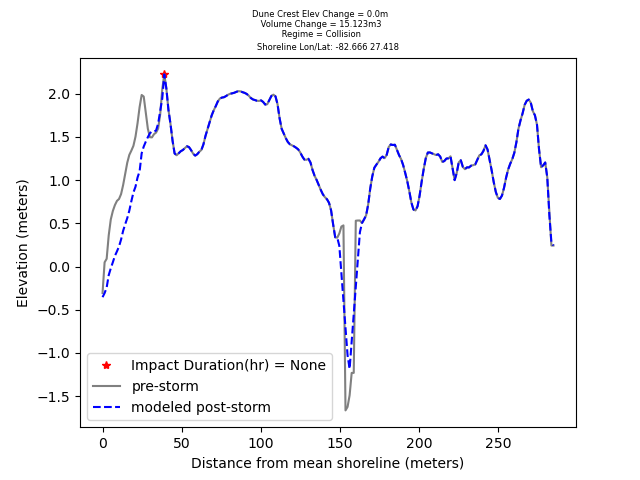 Dune Crest Elev Change = 0.0m
Volume Change = 15.123m3
Regime = Collision
Shoreline Lon/Lat: -82.666 27.418
2.0
1.5
1.0
0.5
0.0
−0.5
−1.0
−1.5
Elevation (meters)
Impact Duration(hr) = None
pre-storm
modeled post-storm
0 50 100 150 200 250
Distance from mean shoreline (meters)